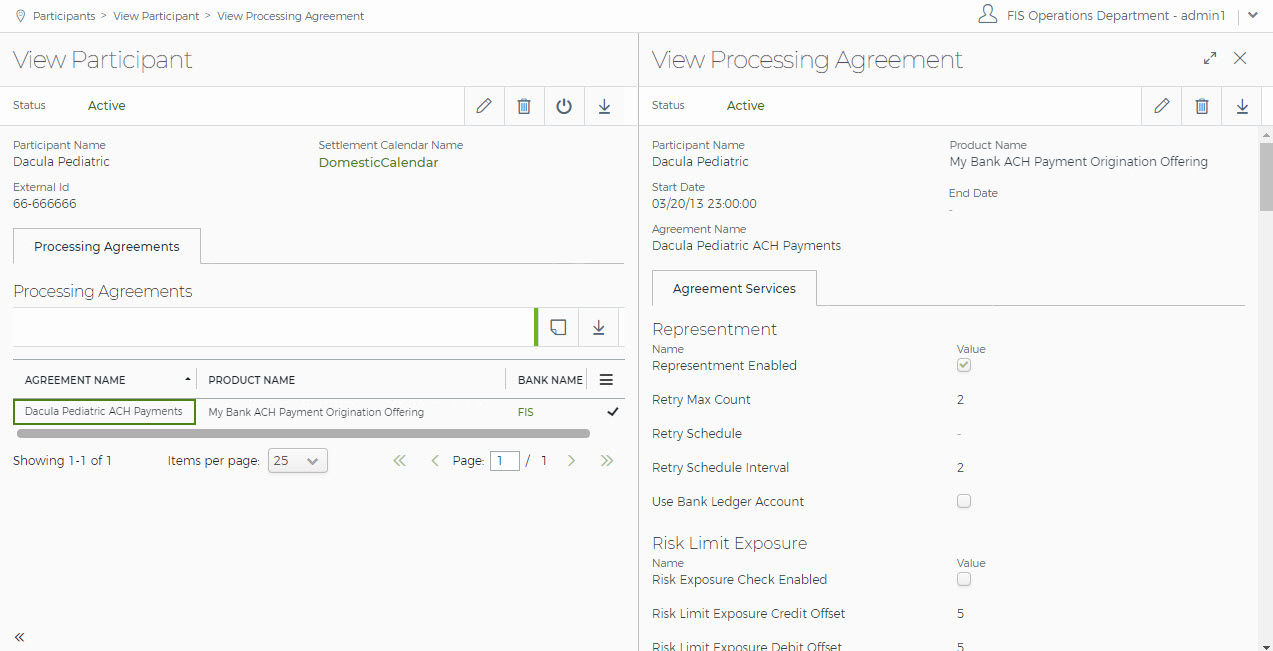 Participants > View Participant > View Processing Agreement
FIS Operations Department - admin1
View Participant
Status Active
Participant Name
Dacula Pediatric
Settlement Calendar Name
DomesticCalendar
External Id
66-666666
Processing Agreements
Processing Agreements
AGREEMENT NAME PRODUCT NAME BANK NAME
Dacula Pediatric ACH Payments My Bank ACH Payment Origination Offering FIS
Showing 1-1 of 1 Items per page: 25 Page: 1 / 1
View Processing Agreement
Status Active
Participant Name
Dacula Pediatric
Product Name
My Bank ACH Payment Origination Offering
Start Date
03/20/13 23:00:00
End Date
-
Agreement Name
Dacula Pediatric ACH Payments
Agreement Services
Representment
Name Value
Representment Enabled
Retry Max Count 2
Retry Schedule -
Retry Schedule Interval 2
Use Bank Ledger Account
Risk Limit Exposure
Name Value
Risk Exposure Check Enabled
Risk Limit Exposure Credit Offset 5
Risk Limit Exposure Debit Offset 5